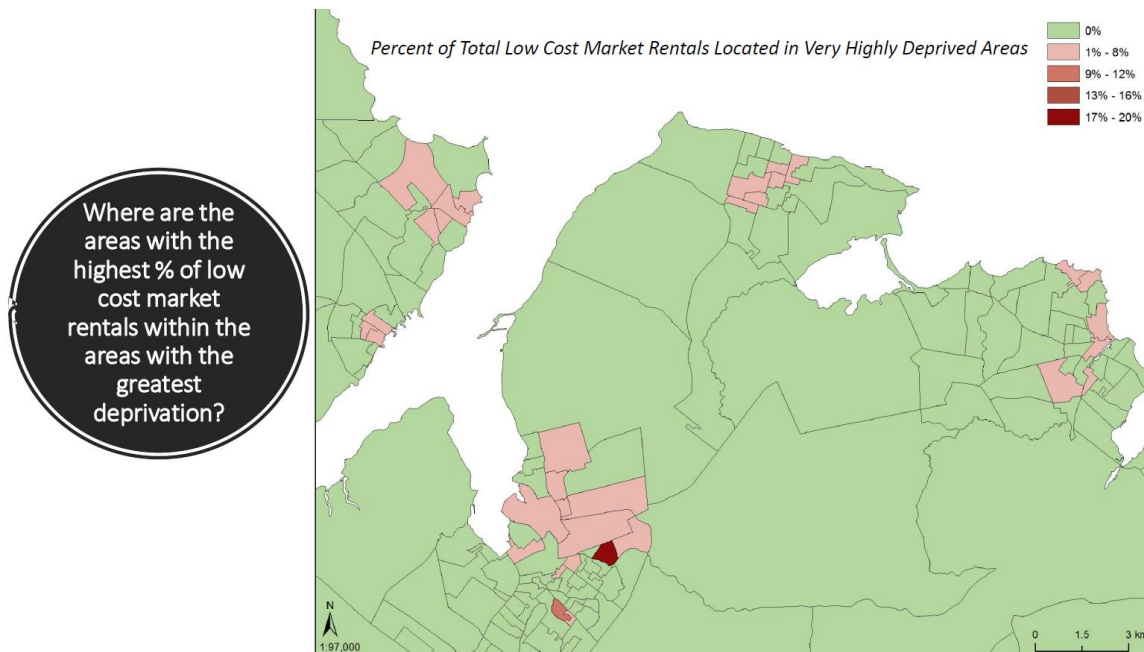 Where are the
areas with the
highest % of low
cost market
rentals within the
areas with the
greatest
deprivation?
Percent of Total Low Cost Market Rentals Located in Very Highly Deprived Areas
0%
1% - 8%
9% - 12%
13% - 16%
17% - 20%
N
1:97,000
0 1.5 3 km